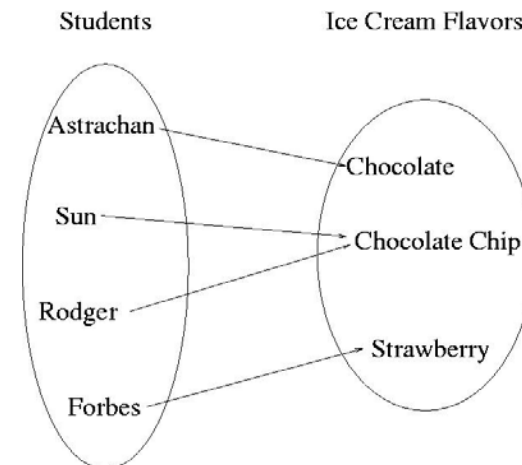 Students
Ice Cream Flavors
Astrachan
Chocolate
Sun
Chocolate Chip
Rodger
Strawberry
Forbes